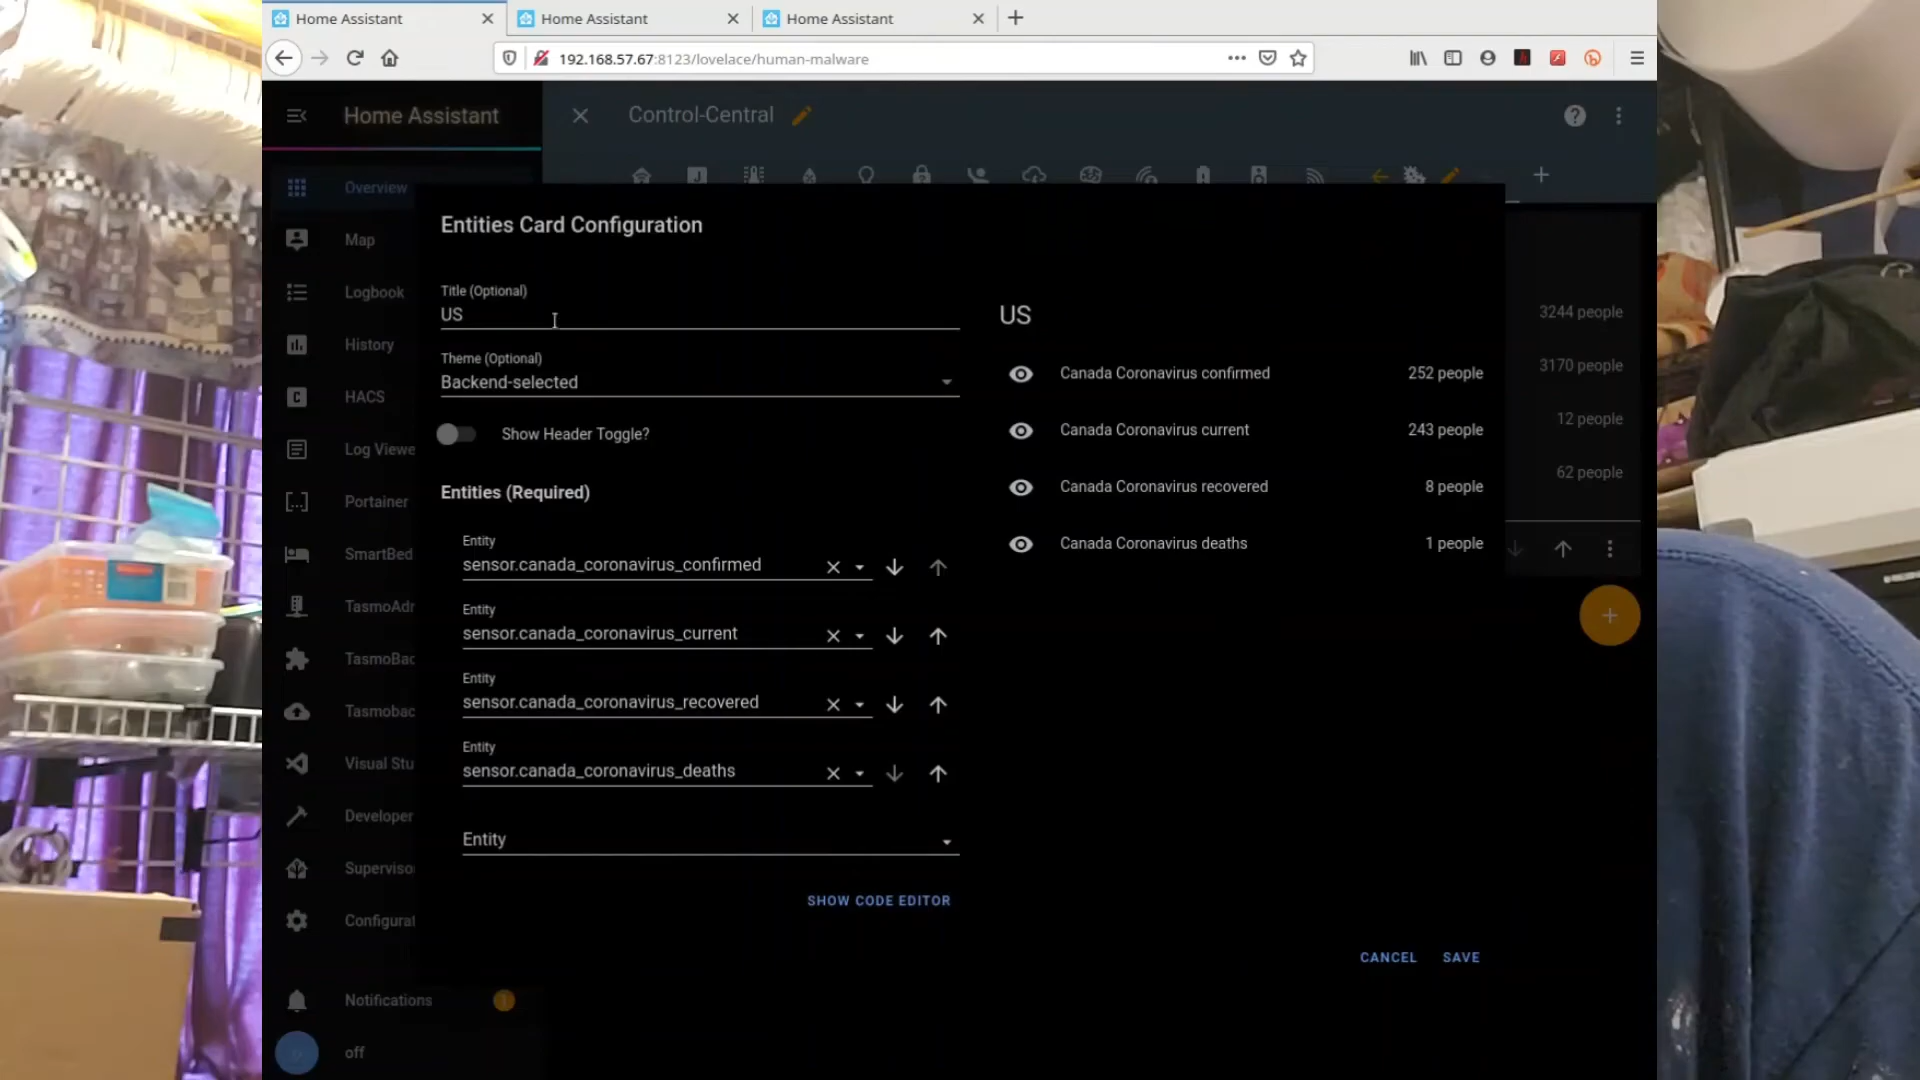 Home Assistant
Home Assistant
Home Assistant
192.168.57.67:8123/lovelace/human-malware
Home Assistant
Control-Central
Overview
Map
Logbook
History
HACS
Log Viewe
Portainer
SmartBed
TasmoAdr
TasmoBac
Tasmobac
Visual Stu
Developer
Superviso
Configurat
Notifications
1
off
Entities Card Configuration
Title (Optional)
US
Theme (Optional)
Backend-selected
Show Header Toggle?
Entities (Required)
Entity
sensor.canada_coronavirus_confirmed
Entity
sensor.canada_coronavirus_current
Entity
sensor.canada_coronavirus_recovered
Entity
sensor.canada_coronavirus_deaths
Entity
SHOW CODE EDITOR
US
Canada Coronavirus confirmed 252 people
Canada Coronavirus current 243 people
Canada Coronavirus recovered 8 people
Canada Coronavirus deaths 1 people
CANCEL SAVE
3244 people
3170 people
12 people
62 people